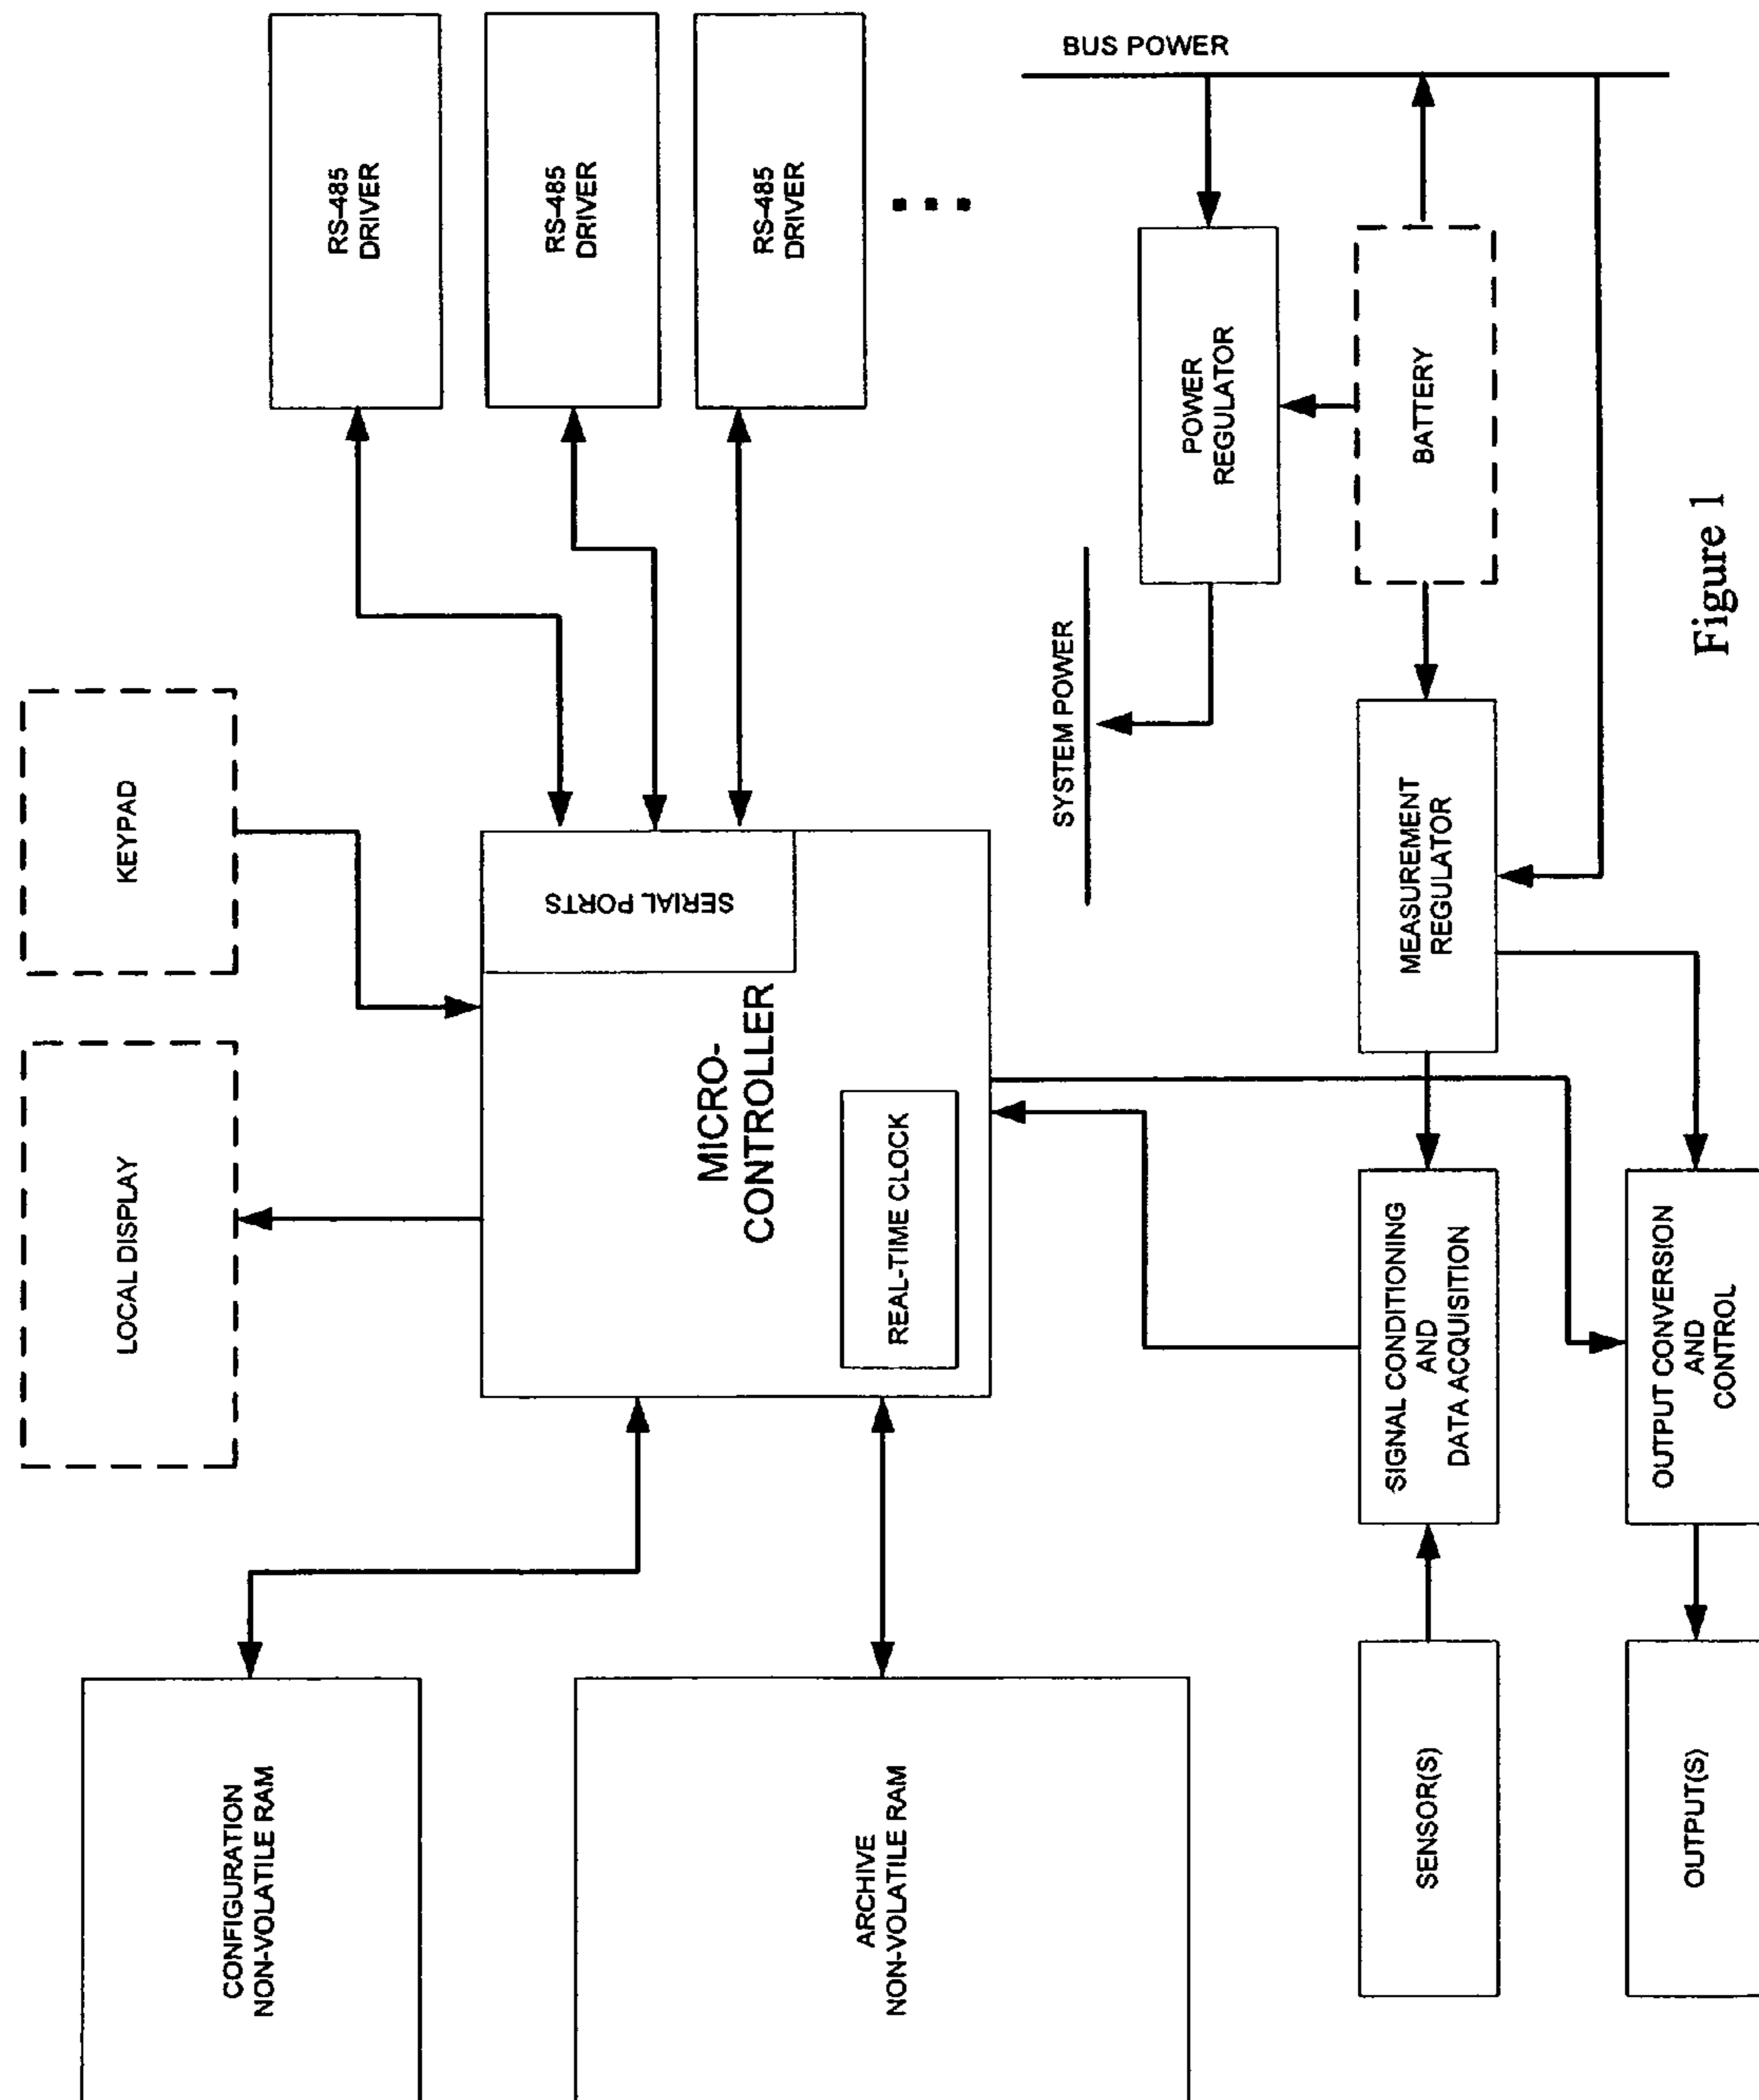 CONFIGURATION
NON-VOLATILE RAM
LOCAL DISPLAY
KEYPAD
RS-485
DRIVER
RS-485
DRIVER
RS-485
DRIVER
SERIAL PORTS
MICRO-
CONTROLLER
REAL-TIME CLOCK
ARCHIVE
NON-VOLATILE RAM
BUS POWER
SYSTEM POWER
POWER
REGULATOR
BATTERY
MEASUREMENT
REGULATOR
SIGNAL CONDITIONING
AND
DATA ACQUISITION
SENSOR(S)
OUTPUT CONVERSION
AND
CONTROL
OUTPUT(S)
Figure 1